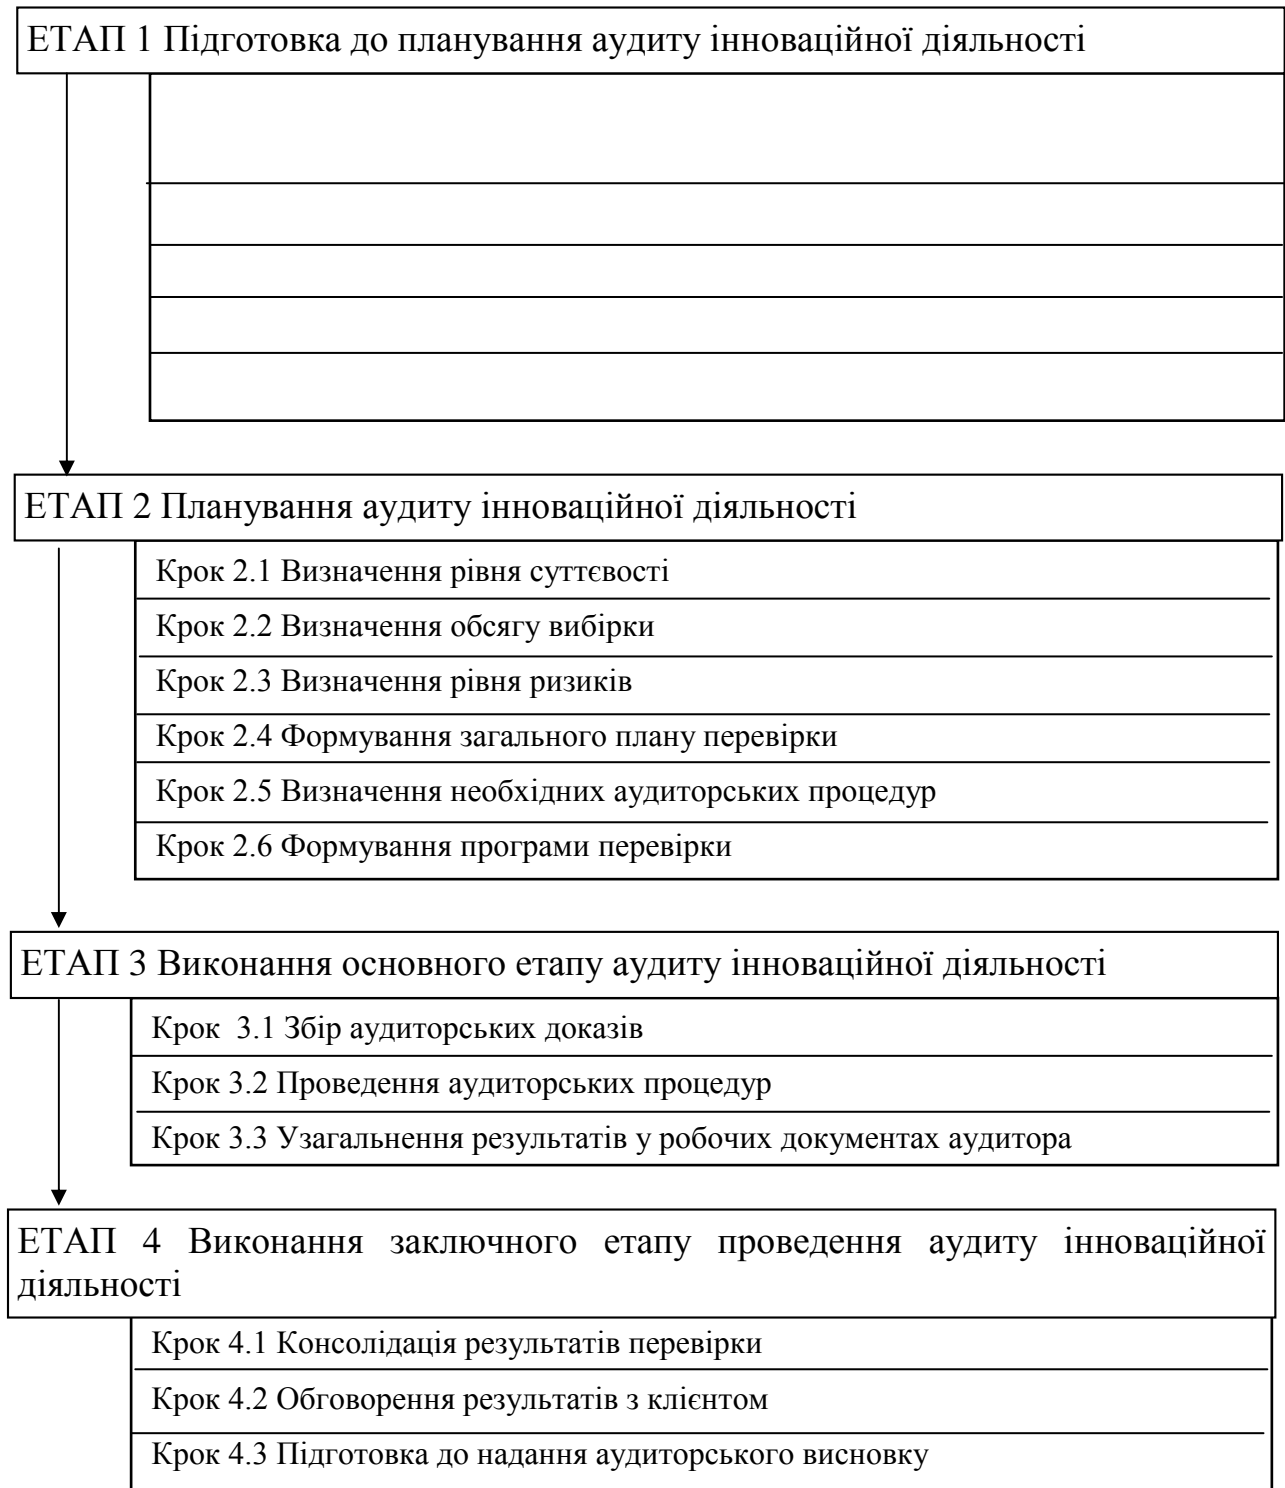 ЕТАП 1 Підготовка до планування аудиту інноваційної діяльності
ЕТАП 2 Планування аудиту інноваційної діяльності
Крок 2.1 Визначення рівня суттєвості
Крок 2.2 Визначення обсягу вибірки
Крок 2.3 Визначення рівня ризиків
Крок 2.4 Формування загального плану перевірки
Крок 2.5 Визначення необхідних аудиторських процедур
Крок 2.6 Формування програми перевірки
ЕТАП 3 Виконання основного етапу аудиту інноваційної діяльності
Крок 3.1 Збір аудиторських доказів
Крок 3.2 Проведення аудиторських процедур
Крок 3.3 Узагальнення результатів у робочих документах аудитора
ЕТАП 4 Виконання заключного етапу проведення аудиту інноваційної
діяльності
Крок 4.1 Консолідація результатів перевірки
Крок 4.2 Обговорення результатів з клієнтом
Крок 4.3 Підготовка до надання аудиторського висновку